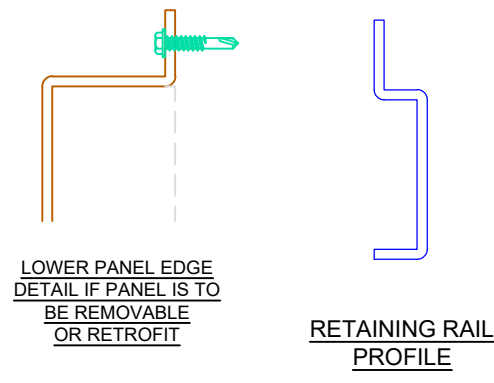 LOWER PANEL EDGE
DETAIL IF PANEL IS TO
BE REMOVABLE
OR RETROFIT
RETAINING RAIL
PROFILE